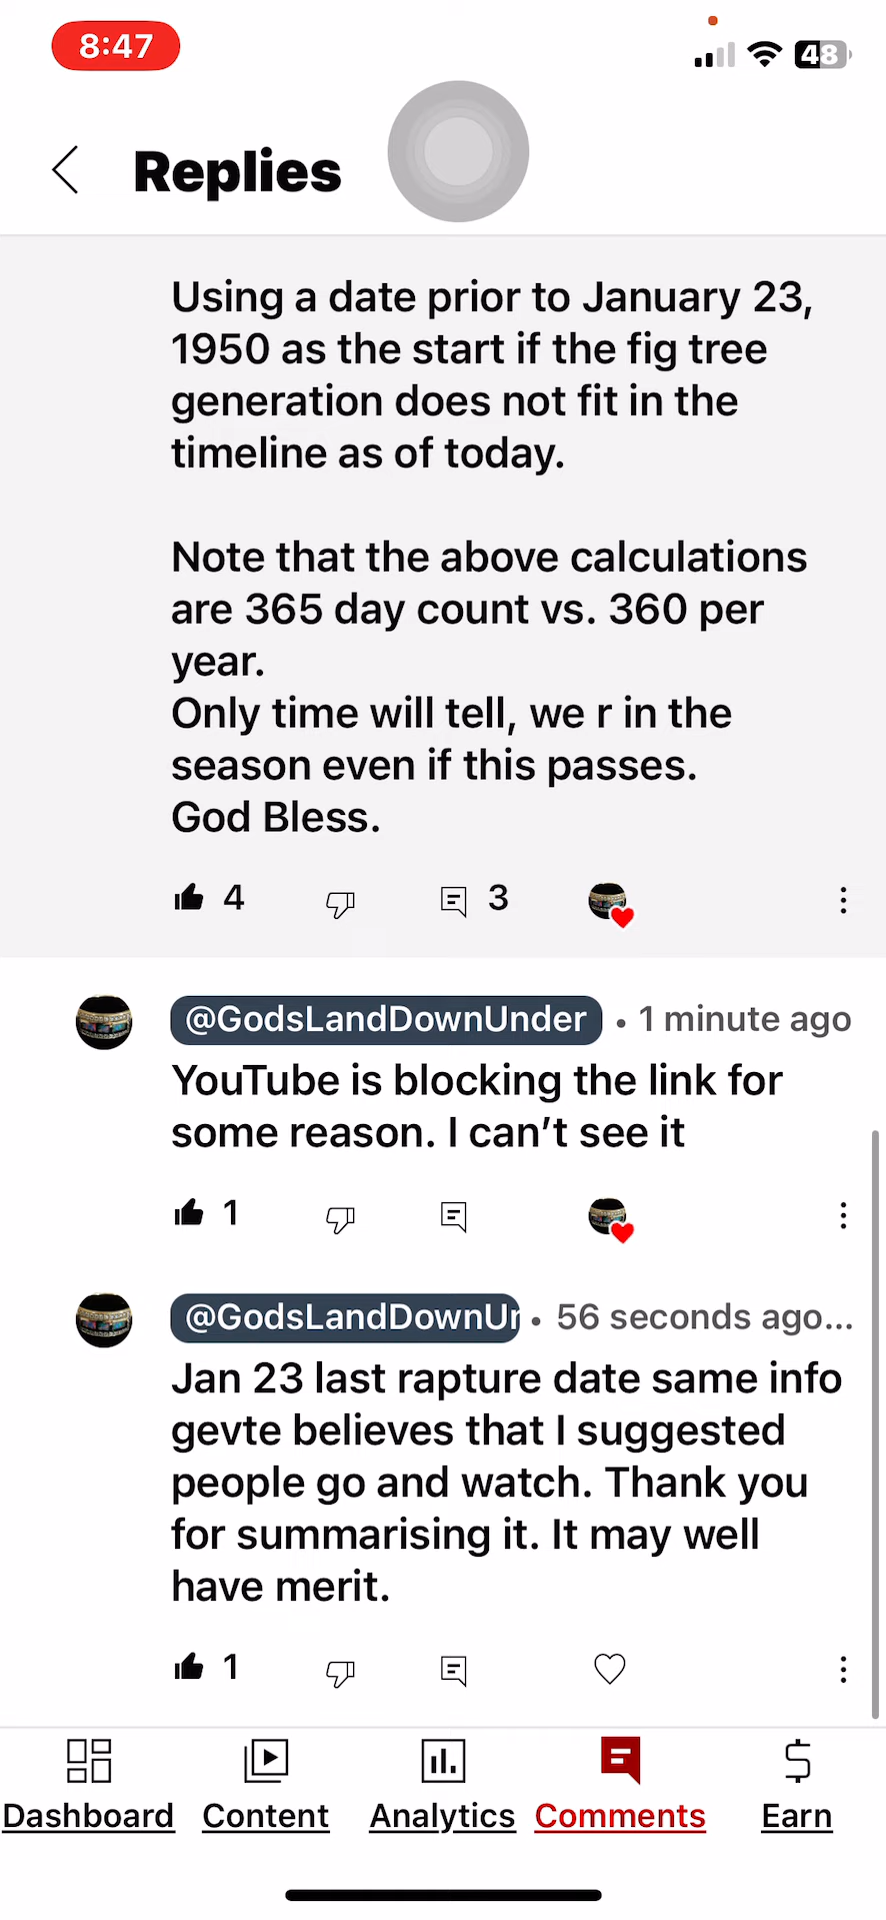 8:47
48
Replies
Using a date prior to January 23,
1950 as the start if the fig tree
generation does not fit in the
timeline as of today.
Note that the above calculations
are 365 day count vs. 360 per
year.
Only time will tell, we r in the
season even if this passes.
God Bless.
4
3
@GodsLandDownUnder • 1 minute ago
YouTube is blocking the link for
some reason. I can't see it
1
@GodsLandDownUn • 56 seconds ago...
Jan 23 last rapture date same info
gevte believes that I suggested
people go and watch. Thank you
for summarising it. It may well
have merit.
1
Dashboard Content Analytics Comments Earn